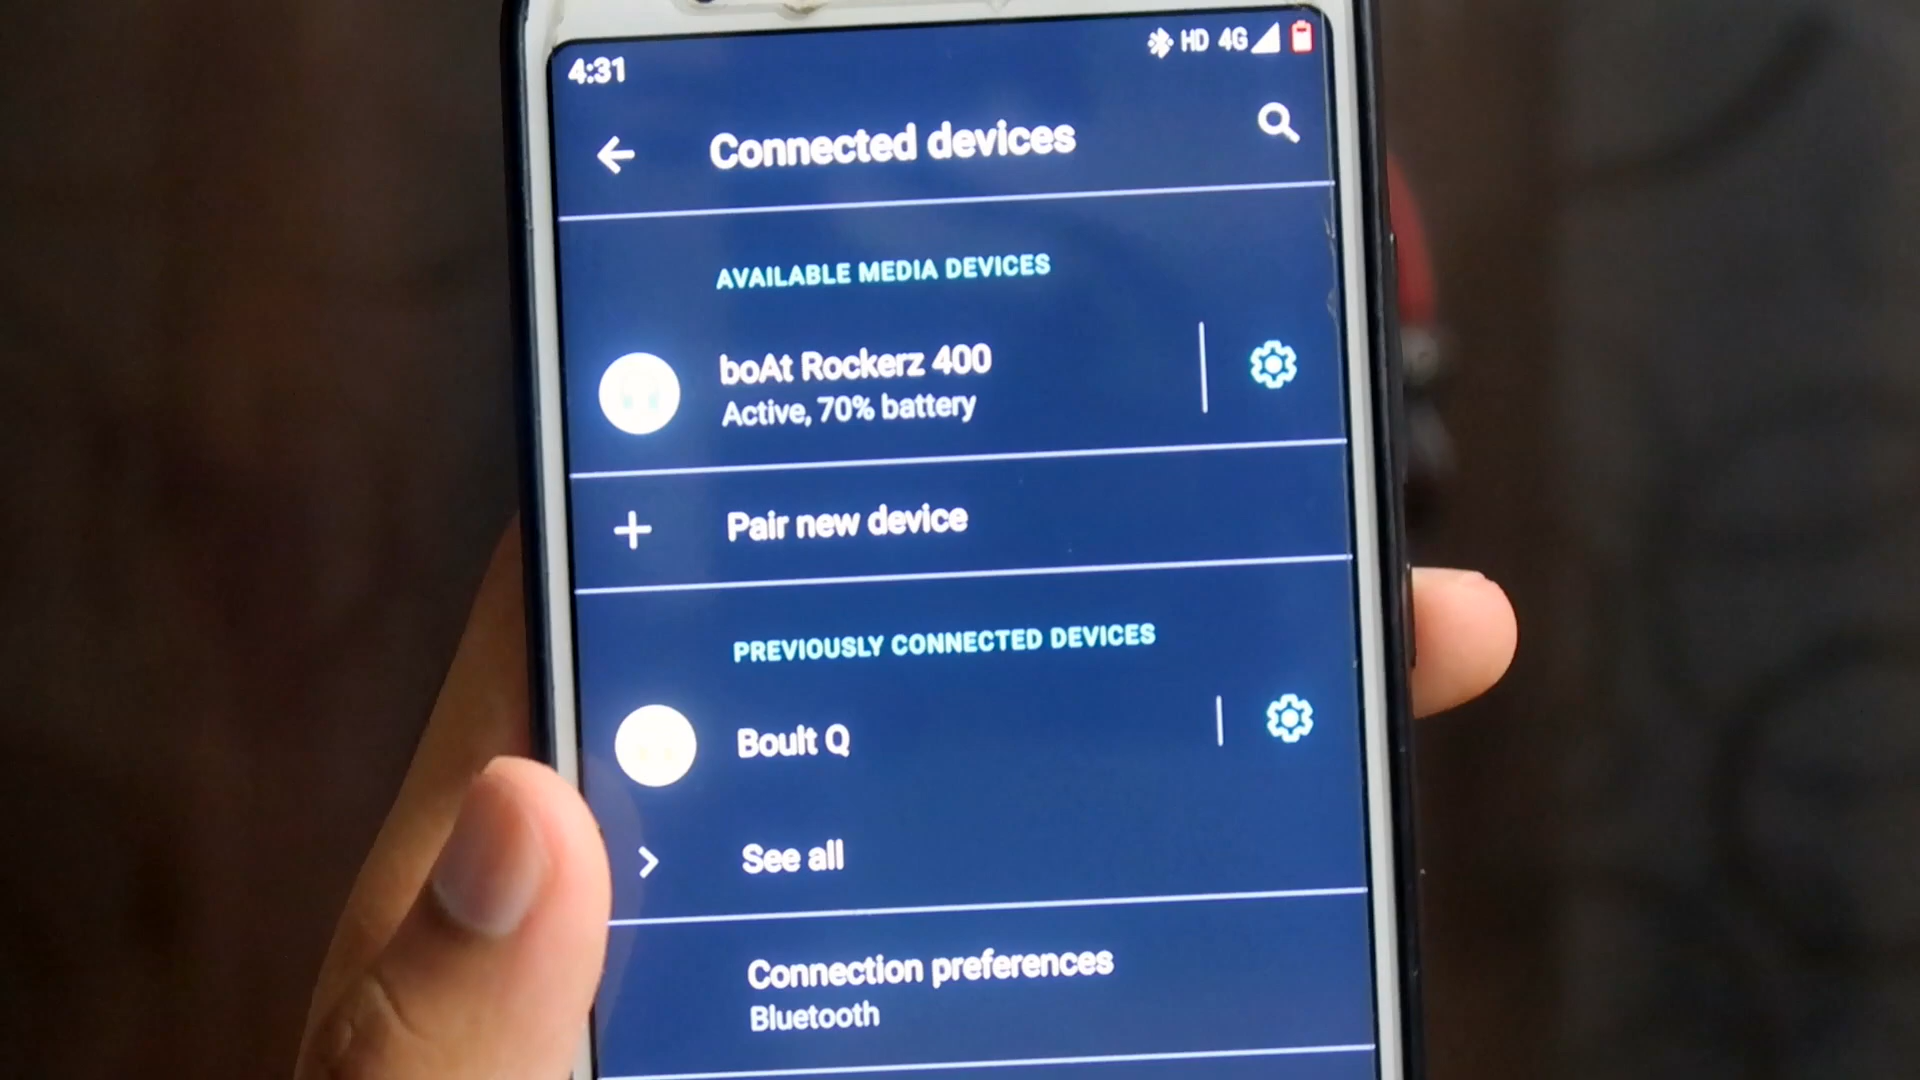 4:31
HD 4G
Connected devices
AVAILABLE MEDIA DEVICES
boAt Rockerz 400
Active, 70% battery
Pair new device
PREVIOUSLY CONNECTED DEVICES
Boult Q
See all
Connection preferences
Bluetooth